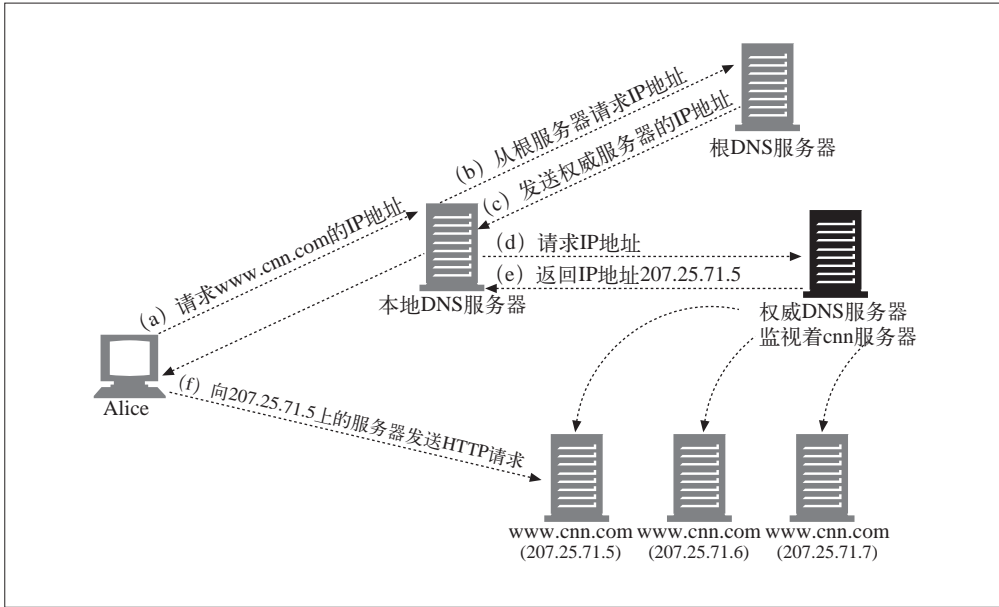 (b) 从根服务器请求IP地址
(c) 发送权威服务器的IP地址
根DNS服务器
(a) 请求www.cnn.com的IP地址
(d) 请求IP地址
(e) 返回IP地址207.25.71.5
本地DNS服务器
权威DNS服务器
监视着cnn服务器
Alice
(f) 向207.25.71.5上的服务器发送HTTP请求
www.cnn.com
(207.25.71.5)
www.cnn.com
(207.25.71.6)
www.cnn.com
(207.25.71.7)